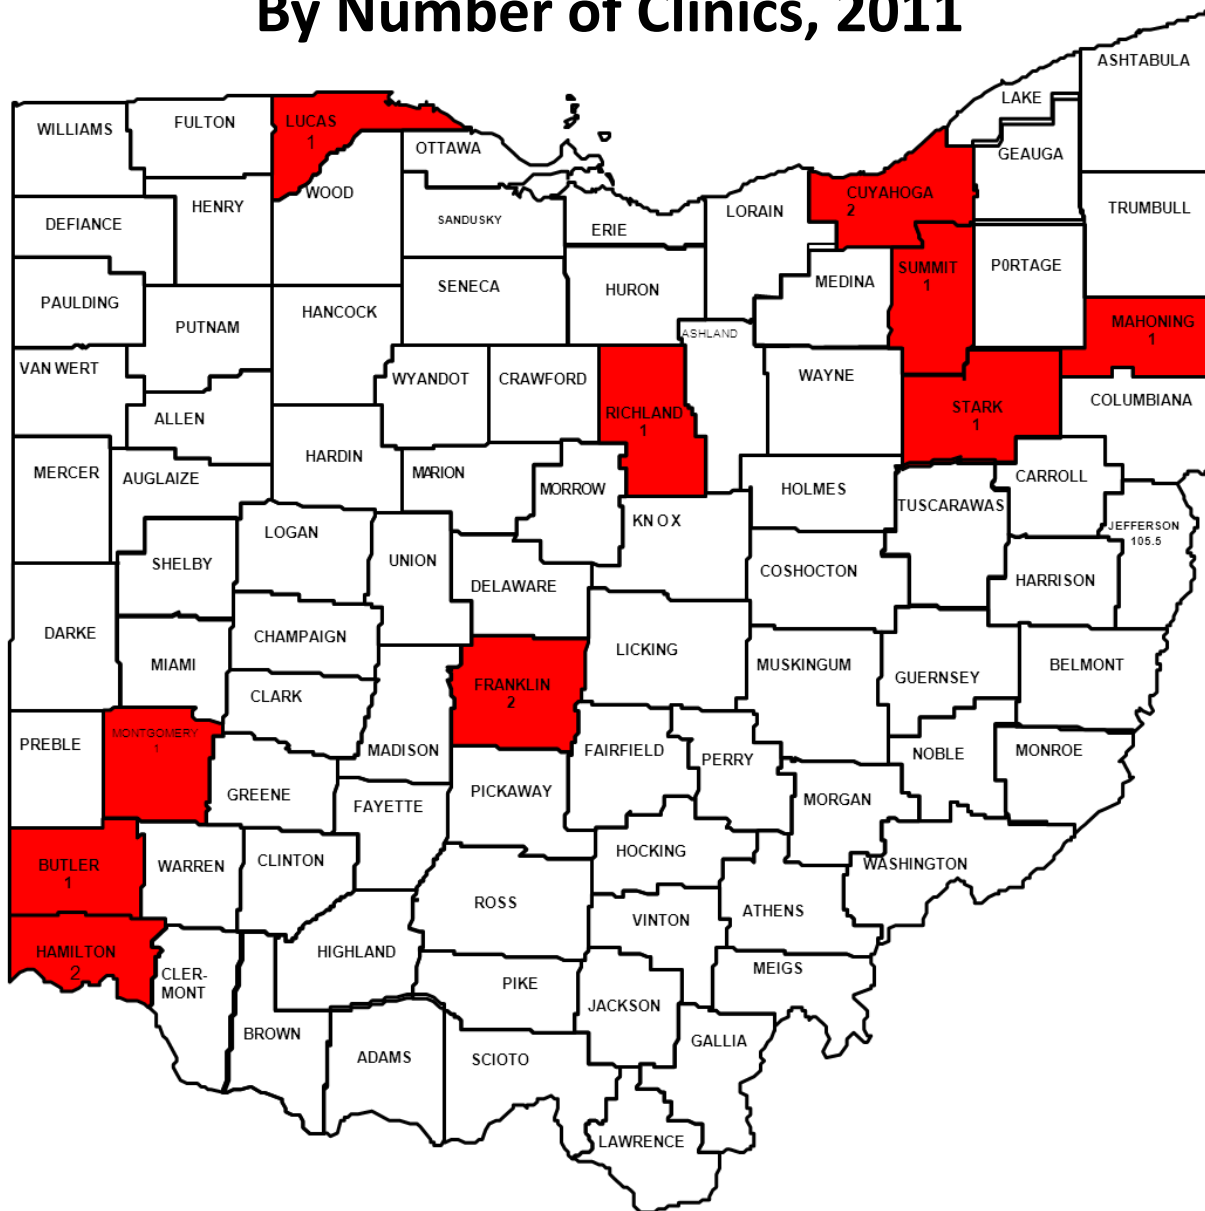 By Number of Clinics, 2011
ASHTABULA
LAKE
WILLIAMS
FULTON
LUCAS
1
OTTAWA
GEAUGA
WOOD
CUYAHOGA
2
HENRY
DEFIANCE
SANDUSKY
ERIE
LORAIN
TRUMBULL
SUMMIT
1
P0RTAGE
MEDINA
SENECA
HURON
PAULDING
HANCOCK
PUTNAM
ASHLAND
MAHONING
1
VAN WERT
WYANDOT
CRAWFORD
WAYNE
RICHLAND
1
STARK
1
COLUMBIANA
ALLEN
HARDIN
MERCER
AUGLAIZE
MARION
MORROW
HOLMES
CARROLL
TUSCARAWAS
KNOX
JEFFERSON
105.5
LOGAN
SHELBY
UNION
DELAWARE
COSHOCTON
HARRISON
DARKE
CHAMPAIGN
LICKING
MIAMI
MUSKINGUM
GUERNSEY
BELMONT
CLARK
FRANKLIN
2
MONTGOMERY
1
PREBLE
MADISON
FAIRFIELD
PERRY
NOBLE
MONROE
GREENE
FAYETTE
PICKAWAY
MORGAN
BUTLER
1
WARREN
CLINTON
HOCKING
WASHINGTON
ROSS
VINTON
ATHENS
HAMILTON
2
HIGHLAND
CLER-
MONT
PIKE
MEIGS
JACKSON
BROWN
ADAMS
SCIOTO
GALLIA
LAWRENCE